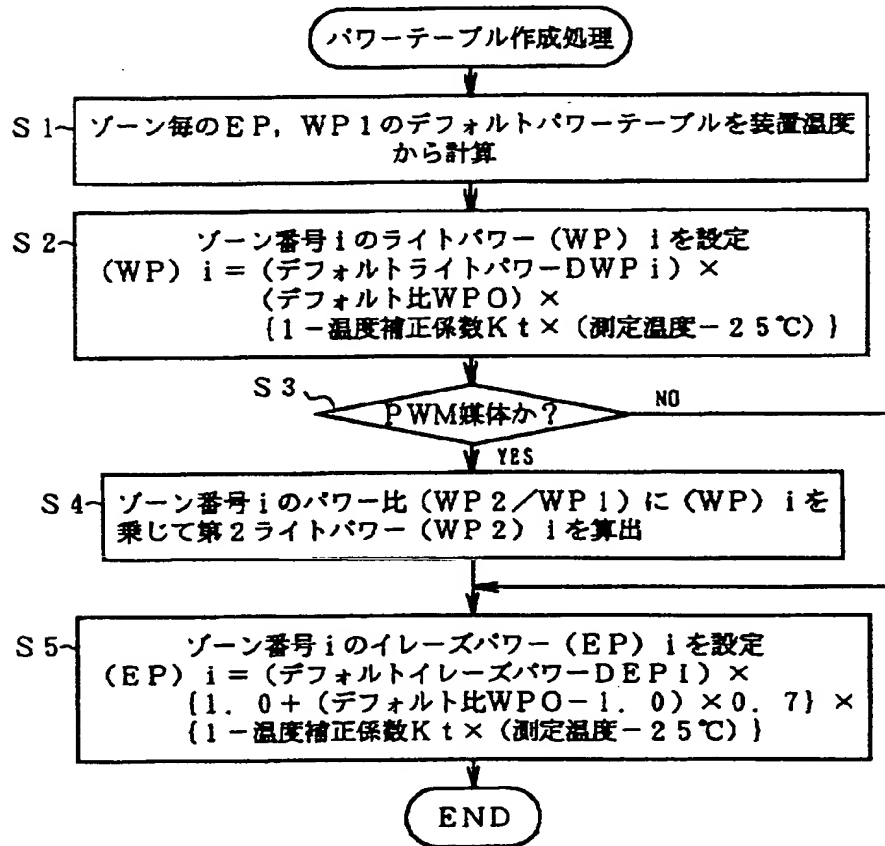 パワーテーブル作成処理
S1
ゾーン毎のEP，WP1のデフォルトパワーテーブルを装置温度
から計算
S2
ゾーン番号iのライトパワー（WP）iを設定
（WP）i＝（デフォルトライトパワーDWPi）×
（デフォルト比WPO）×
{1－温度補正係数Kt×（測定温度－25℃）}
S3
PWM媒体か？
NO
YES
S4
ゾーン番号iのパワー比（WP2／WP1）に（WP）iを
乗じて第2ライトパワー（WP2）iを算出
S5
ゾーン番号iのイレーズパワー（EP）iを設定
（EP）i＝（デフォルトイレーズパワーDEPI）×
{1．0＋（デフォルト比WPO－1．0）×0．7}×
{1－温度補正係数Kt×（測定温度－25℃）}
END